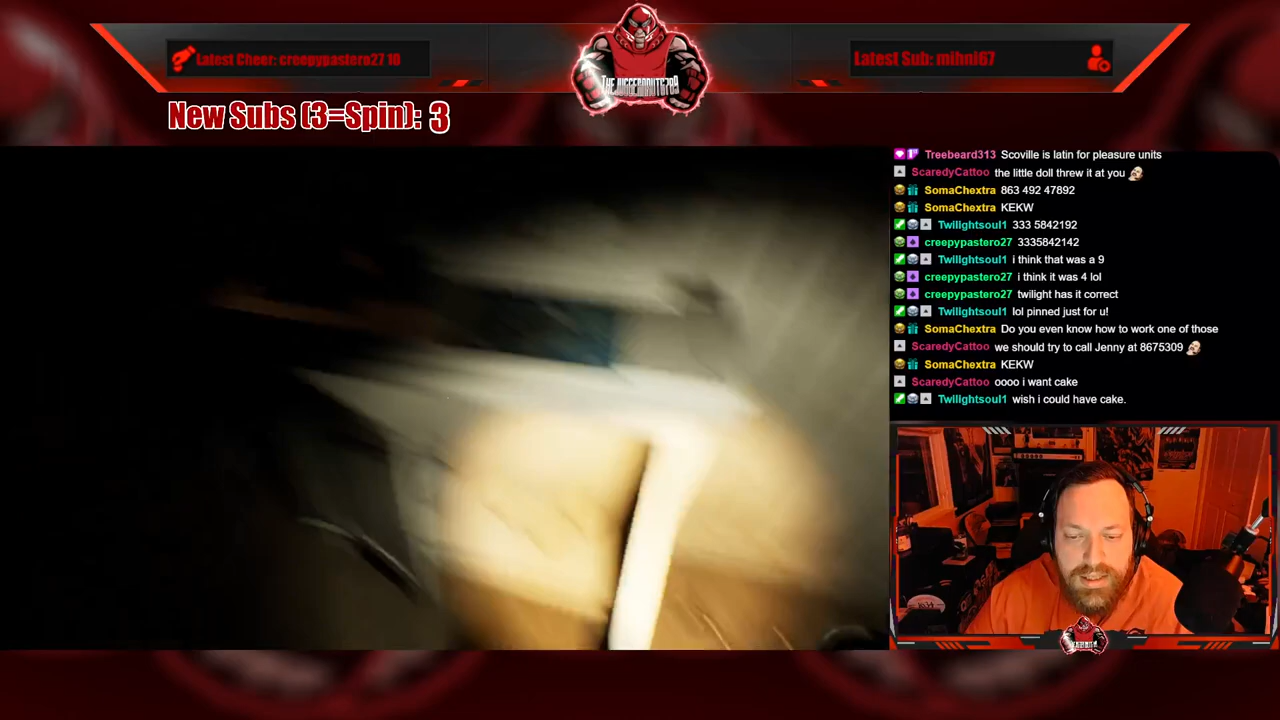 Latest Cheer: creepypastero27 10
THEJUGGERNAUT6789
Latest Sub: mihni67
New Subs (3=Spin): 3
Treebeard313 Scoville is latin for pleasure units
ScaredyCattoo the little doll threw it at you
SomaChextra 863 492 47892
SomaChextra KEKW
Twilightsoul1 333 5842192
creepypastero27 3335842142
Twilightsoul1 i think that was a 9
creepypastero27 i think it was 4 lol
creepypastero27 twilight has it correct
Twilightsoul1 lol pinned just for u!
SomaChextra Do you even know how to work one of those
ScaredyCattoo we should try to call Jenny at 8675309
SomaChextra KEKW
ScaredyCattoo oooo i want cake
Twilightsoul1 wish i could have cake.